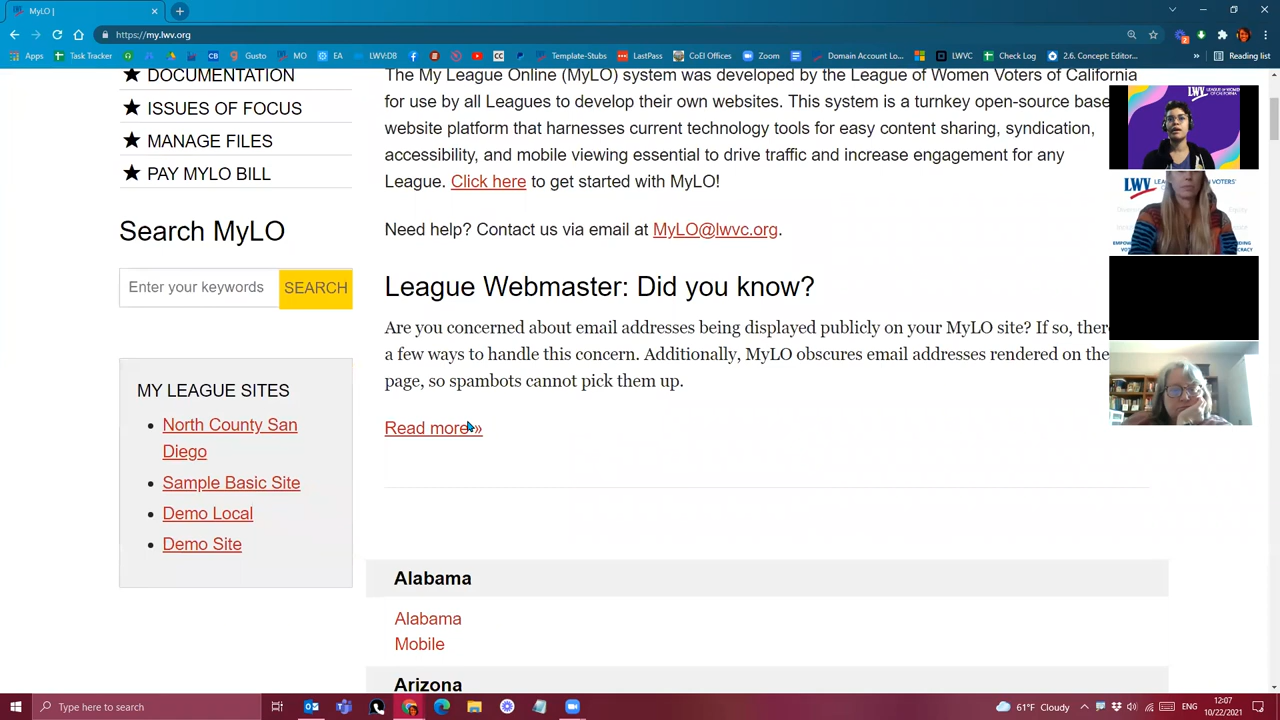 MyLO |
https://my.lwv.org
Apps
Task Tracker
CB
Gusto
MO
EA
LWV:DB
CC
Template-Stubs
LastPass
CoEI Offices
Zoom
Domain Account Lo...
LWVC
Check Log
2.6. Concept: Editor...
»
Reading list
DOCUMENTATION
ISSUES OF FOCUS
MANAGE FILES
PAY MYLO BILL
Search MyLO
Enter your keywords
SEARCH
MY LEAGUE SITES
North County San
Diego
Sample Basic Site
Demo Local
Demo Site
The My League Online (MyLO) system was developed by the League of Women Voters of California
for use by all Leagues to develop their own websites. This system is a turnkey open-source base
website platform that harnesses current technology tools for easy content sharing, syndication,
accessibility, and mobile viewing essential to drive traffic and increase engagement for any
League. Click here to get started with MyLO!
Need help? Contact us via email at MyLO@lwvc.org.
League Webmaster: Did you know?
Are you concerned about email addresses being displayed publicly on your MyLO site? If so, there
a few ways to handle this concern. Additionally, MyLO obscures email addresses rendered on the
page, so spambots cannot pick them up.
Read more »
Alabama
Alabama
Mobile
Arizona
LWV
LWV
Type here to search
61°F Cloudy
ENG
12:07
10/22/2021